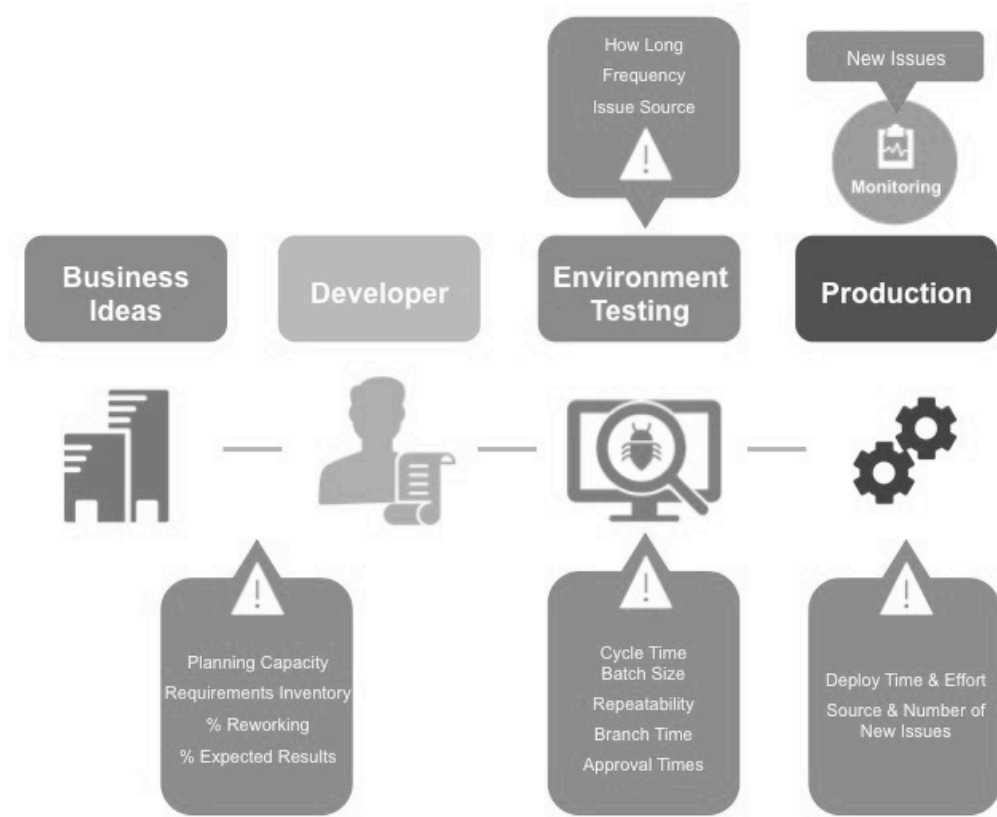 How Long
Frequency
Issue Source
New Issues
Monitoring
Business
Ideas
Developer
Environment
Testing
Production
Planning Capacity
Requirements Inventory
% Reworking
% Expected Results
Cycle Time
Batch Size
Repeatability
Branch Time
Approval Times
Deploy Time & Effort
Source & Number of
New Issues